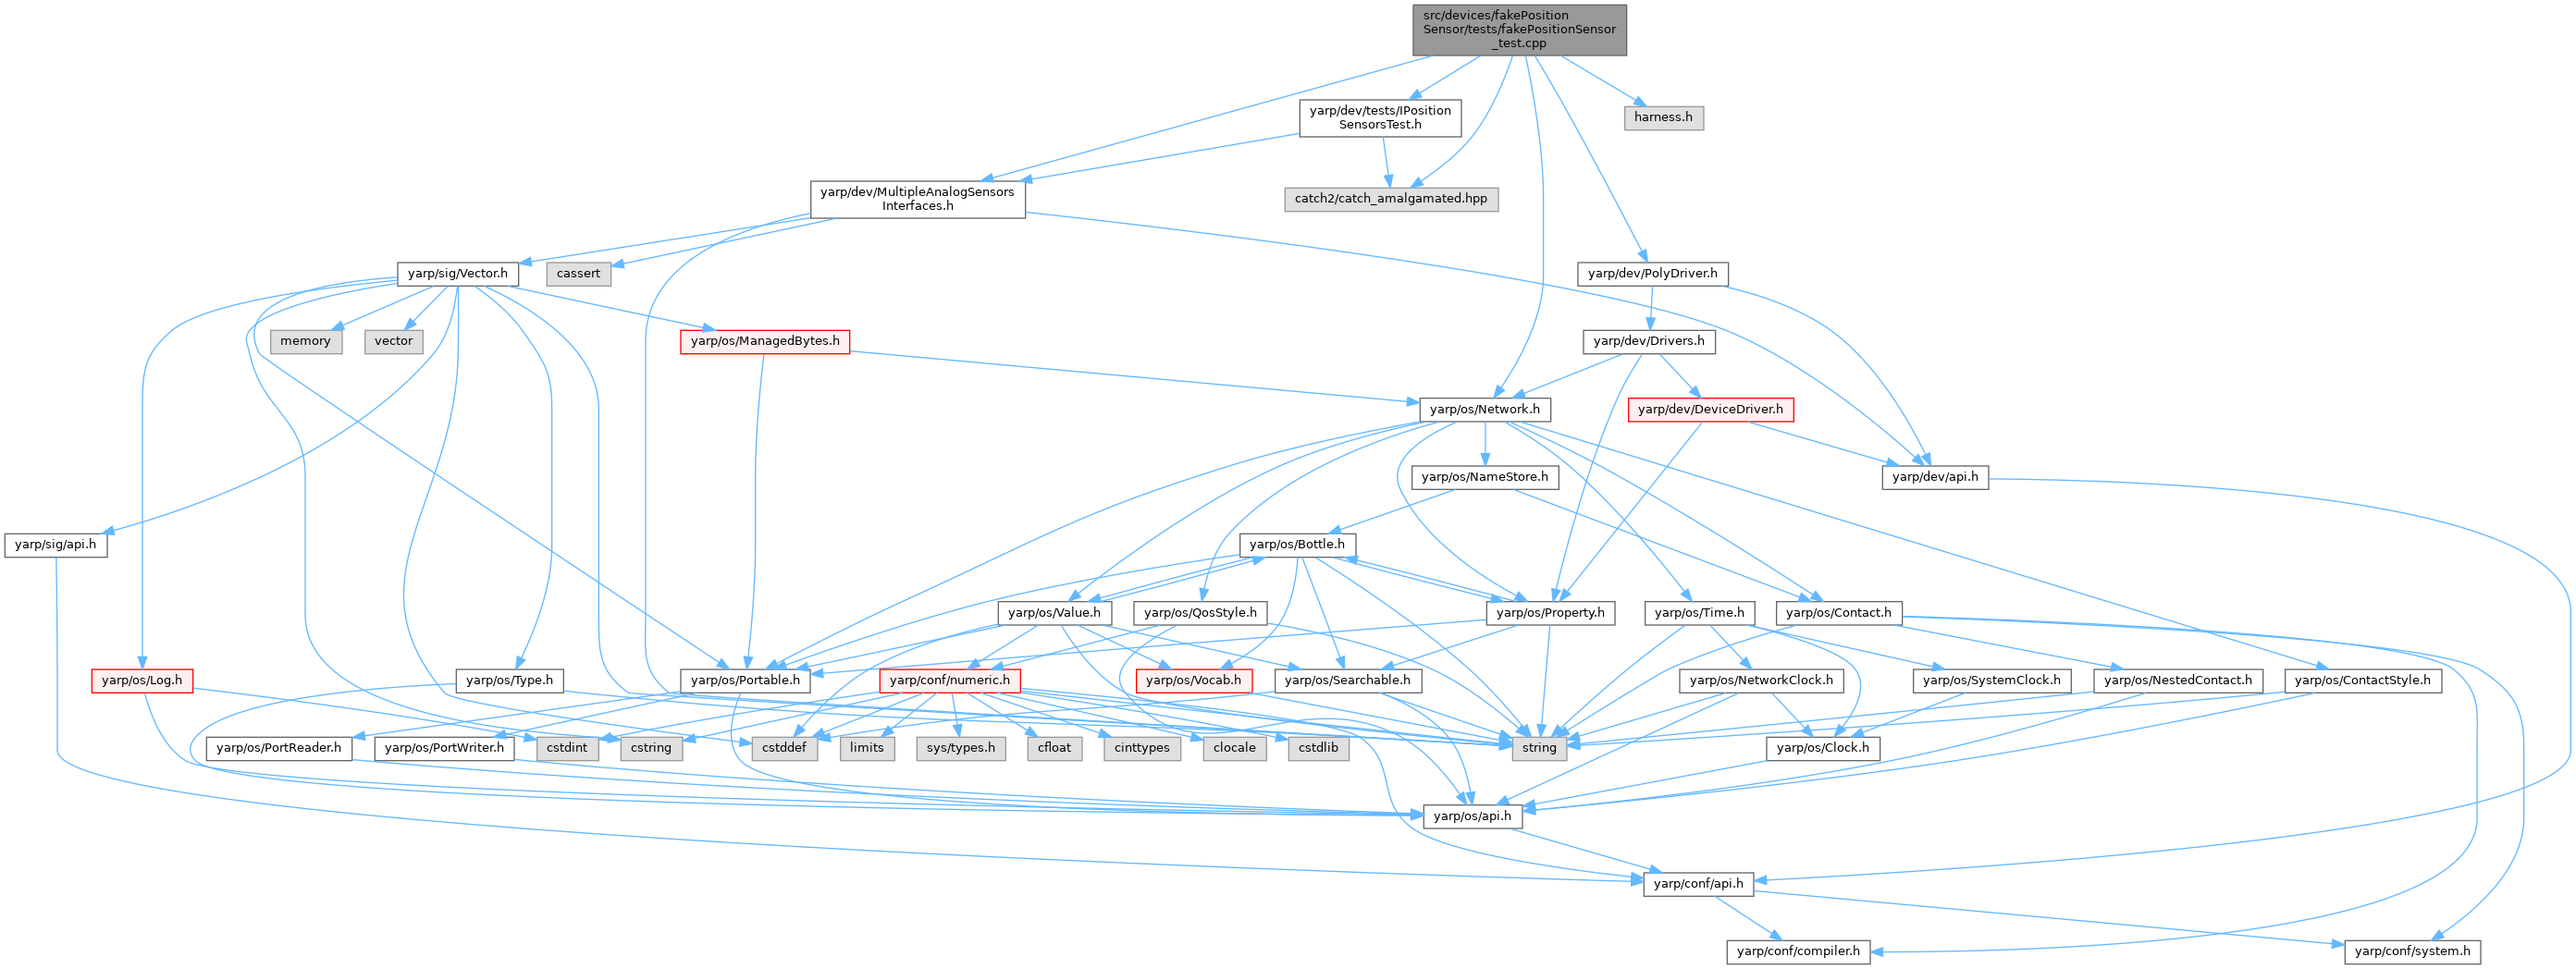 src/devices/fakePosition
Sensor/tests/fakePositionSensor
_test.cpp
yarp/dev/tests/IPosition
SensorsTest.h
harness.h
yarp/dev/MultipleAnalogSensors
Interfaces.h
catch2/catch_amalgamated.hpp
yarp/sig/Vector.h
cassert
yarp/dev/PolyDriver.h
memory
vector
yarp/os/ManagedBytes.h
yarp/dev/Drivers.h
yarp/os/Network.h
yarp/dev/DeviceDriver.h
yarp/os/NameStore.h
yarp/dev/api.h
yarp/sig/api.h
yarp/os/Bottle.h
yarp/os/Value.h
yarp/os/QosStyle.h
yarp/os/Property.h
yarp/os/Time.h
yarp/os/Contact.h
yarp/os/Log.h
yarp/os/Type.h
yarp/os/Portable.h
yarp/conf/numeric.h
yarp/os/Vocab.h
yarp/os/Searchable.h
yarp/os/NetworkClock.h
yarp/os/SystemClock.h
yarp/os/NestedContact.h
yarp/os/ContactStyle.h
yarp/os/PortReader.h
yarp/os/PortWriter.h
cstdint
cstring
cstddef
limits
sys/types.h
cfloat
cinttypes
clocale
cstdlib
string
yarp/os/Clock.h
yarp/os/api.h
yarp/conf/api.h
yarp/conf/compiler.h
yarp/conf/system.h